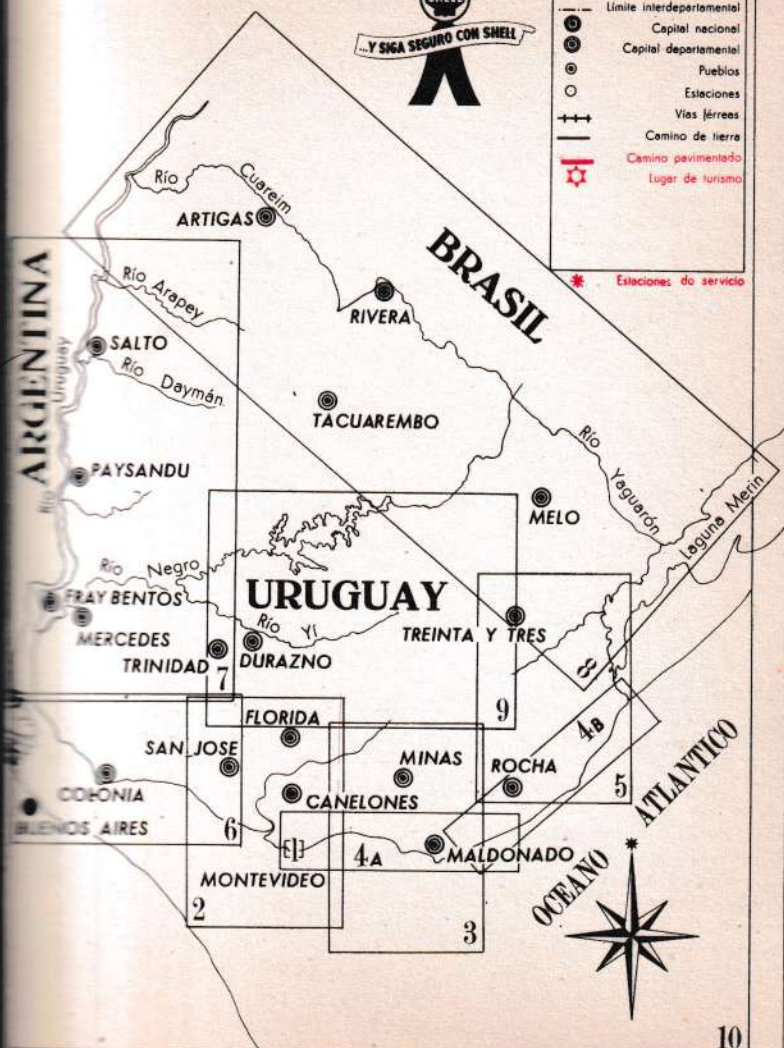 ...Y SIGA SEGURO CON SHELL
Límite interdepartamental
Capital nacional
Capital departamental
Pueblos
Estaciones
Vías férreas
Camino de tierra
Camino pavimentado
Lugar de turismo
Estaciones do servicio
Río Cuareim
ARTIGAS
BRASIL
ARGENTINA
Río Arapey
RIVERA
Río Uruguay
SALTO
Río Daymán
TACUAREMBO
Río Yaguarón
PAYSANDU
MELO
Laguna Merin
Río Negro
URUGUAY
FRAY BENTOS
Río Yí
TREINTA Y TRES
MERCEDES
TRINIDAD
7
DURAZNO
8
9
FLORIDA
4B
SAN JOSE
MINAS
ROCHA
5
ATLANTICO
COLONIA
CANELONES
BUENOS AIRES
6
[1]
4A
MALDONADO
OCEANO
MONTEVIDEO
2
3
10